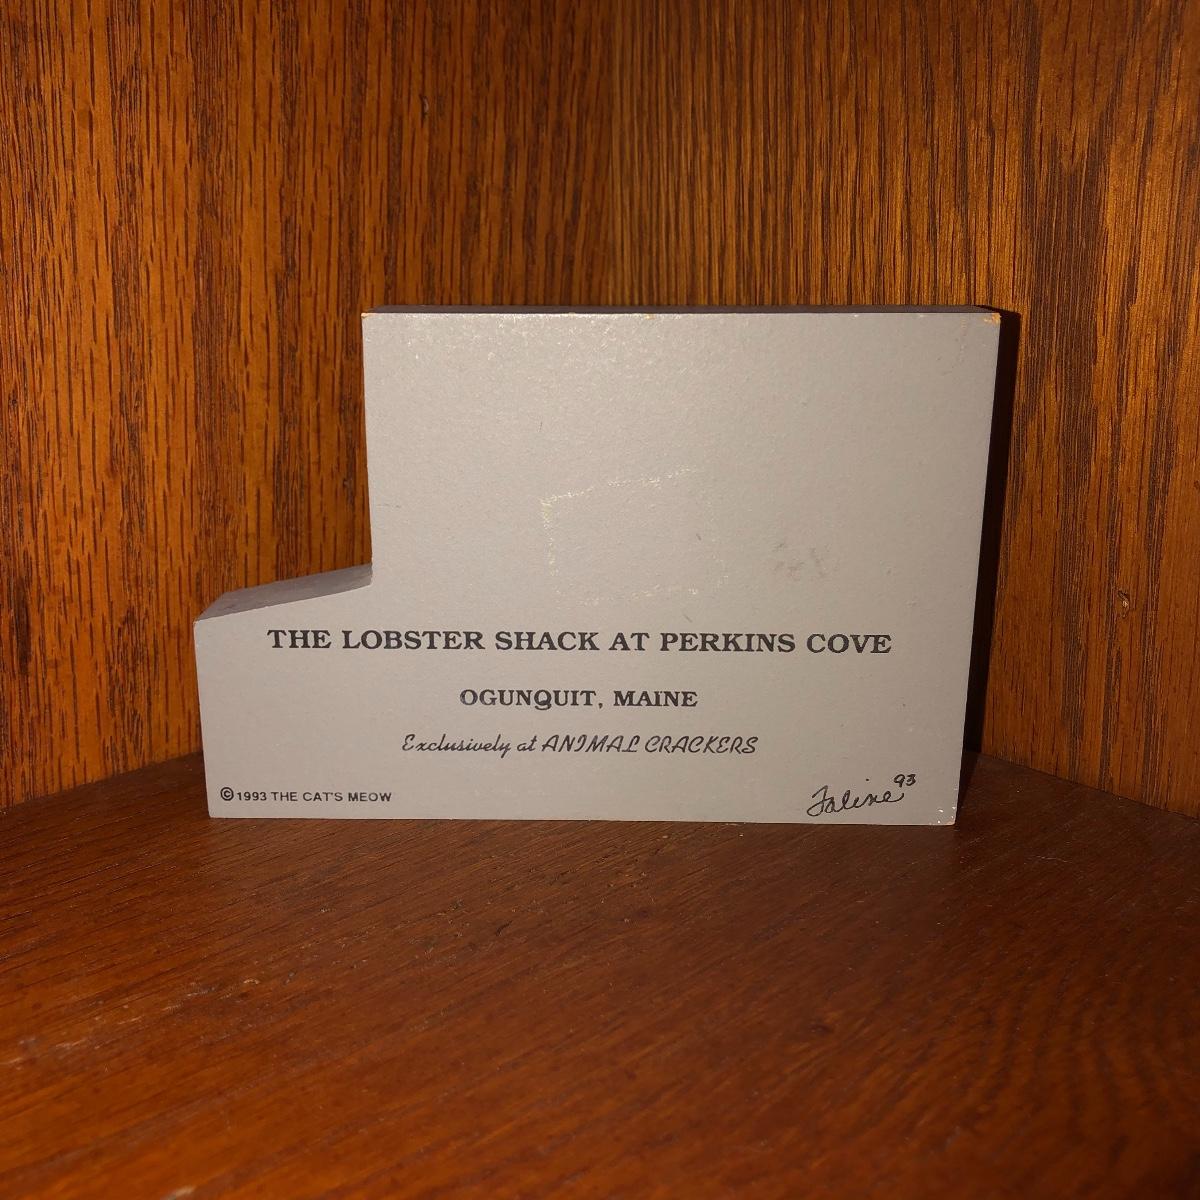 THE LOBSTER SHACK AT PERKINS COVE
OGUNQUIT, MAINE
Exclusively at ANIMAL CRACKERS
© 1993 THE CAT'S MEOW
Faline 93